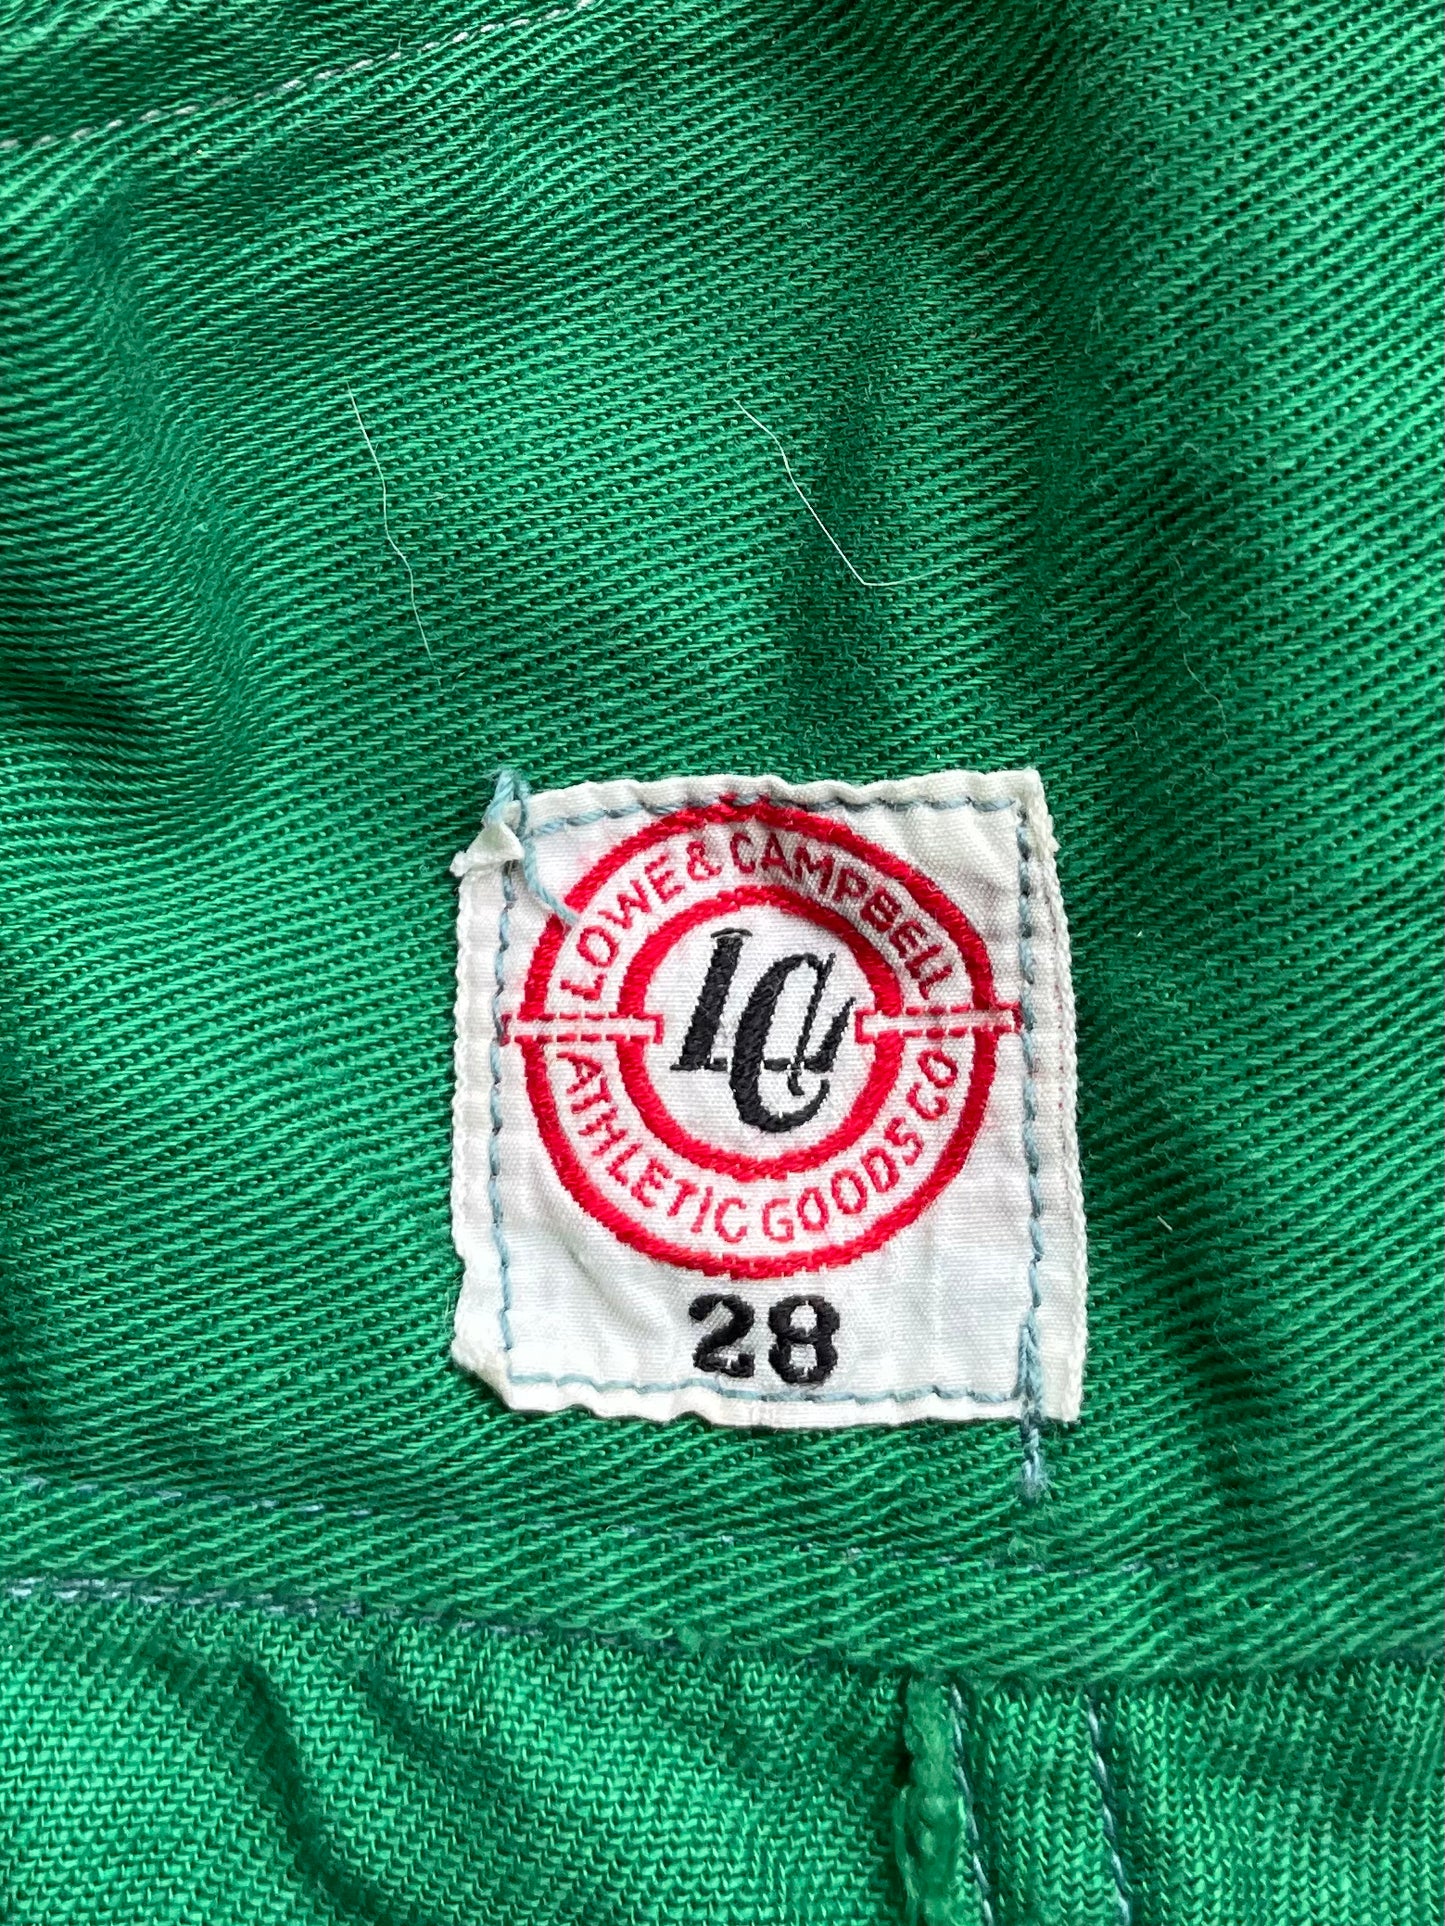 LOWE & CAMPBELL
LC
ATHLETIC GOODS CO
28